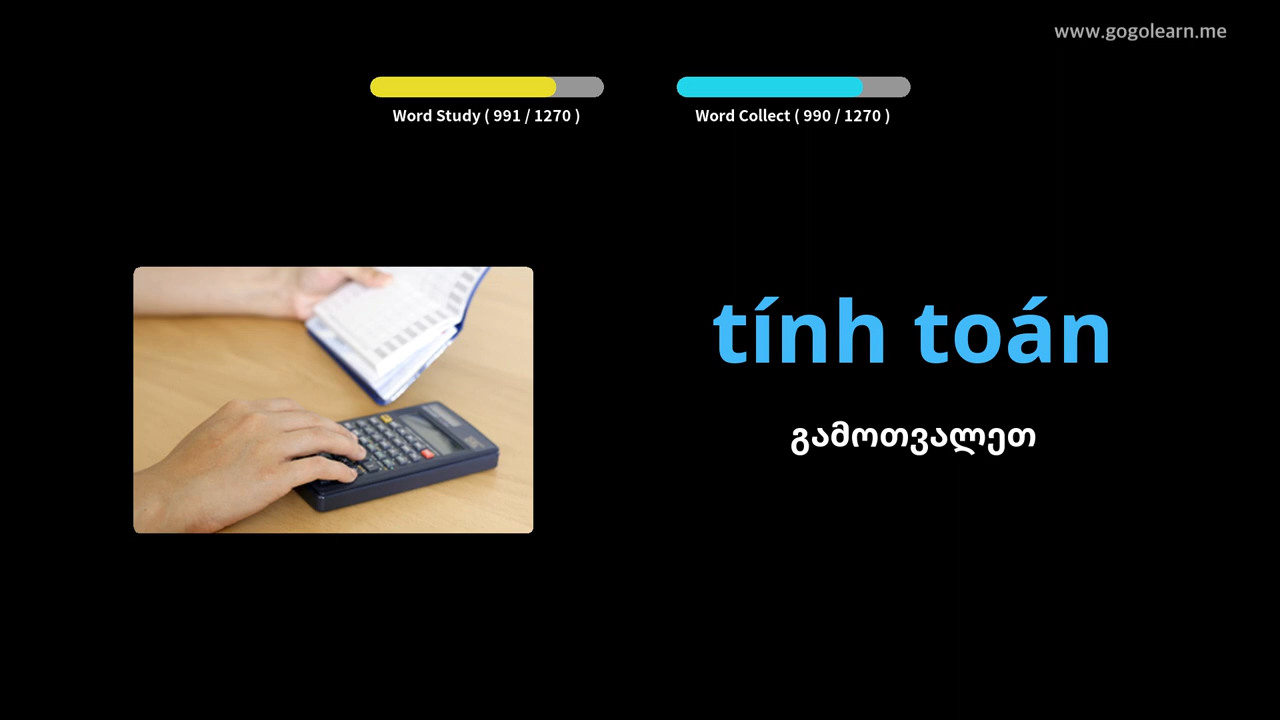 www.gogolearn.me
Word Study ( 991 / 1270 )
Word Collect ( 990 / 1270 )
tính toán
გამოთვალეთ